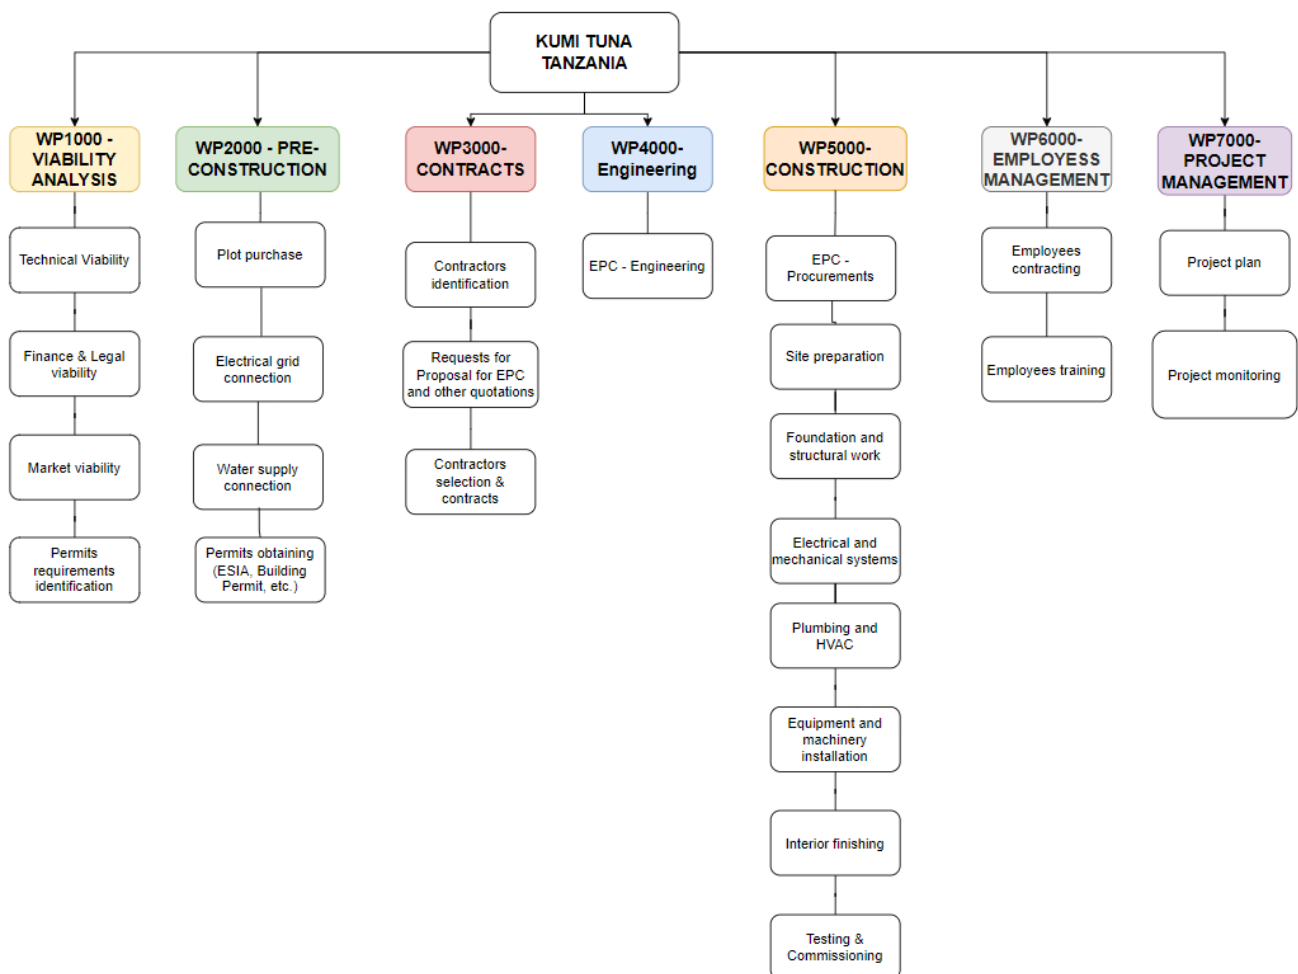 KUMI TUNA
TANZANIA
WP1000 -
VIABILITY
ANALYSIS
Technical Viability
Finance & Legal
viability
Market viability
Permits
requirements
identification
WP2000 - PRE-
CONSTRUCTION
Plot purchase
Electrical grid
connection
Water supply
connection
Permits obtaining
(ESIA, Building
Permit, etc.)
WP3000-
CONTRACTS
Contractors
identification
Requests for
Proposal for EPC
and other quotations
Contractors
selection &
contracts
WP4000-
Engineering
EPC - Engineering
WP5000-
CONSTRUCTION
EPC -
Procurements
Site preparation
Foundation and
structural work
Electrical and
mechanical systems
Plumbing and
HVAC
Equipment and
machinery
installation
Interior finishing
Testing &
Commissioning
WP6000-
EMPLOYESS
MANAGEMENT
Employees
contracting
Employees training
WP7000-
PROJECT
MANAGEMENT
Project plan
Project monitoring